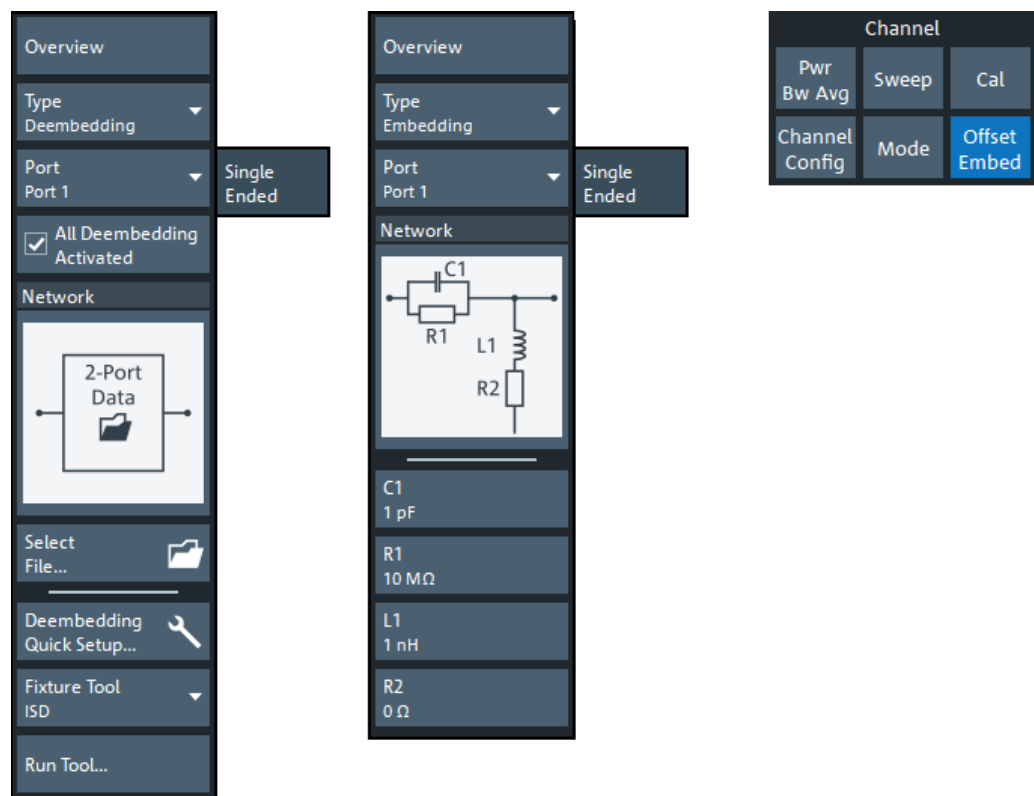 Overview
Type
Deembedding
Port
Port 1
Single
Ended
All Deembedding
Activated
Network
2-Port
Data
Select
File...
Deembedding
Quick Setup...
Fixture Tool
ISD
Run Tool...
Overview
Type
Embedding
Port
Port 1
Single
Ended
Network
C1
R1
L1
R2
C1
1 pF
R1
10 MΩ
L1
1 nH
R2
0 Ω
Channel
Pwr
Bw Avg
Sweep
Cal
Channel
Config
Mode
Offset
Embed